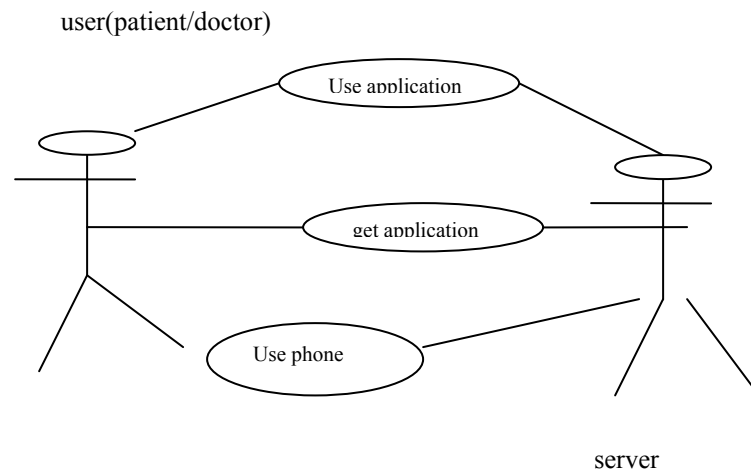 user(patient/doctor)
Use application
get application
Use phone
server